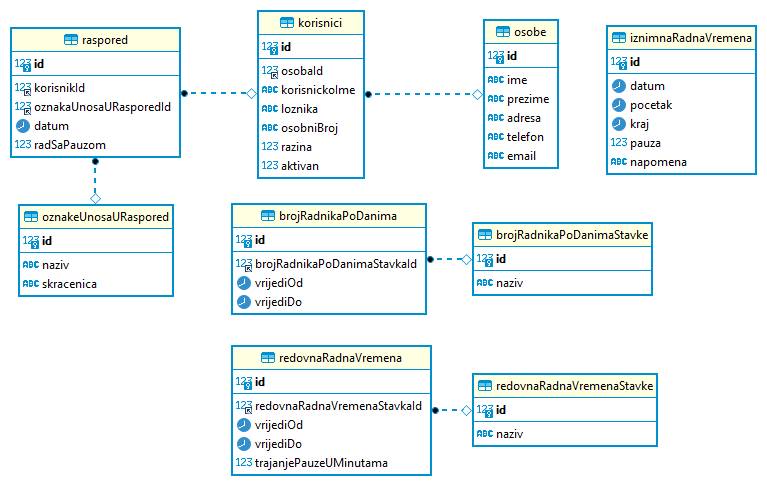 raspored
123 id
123 korisnikId
123 oznakaUnosaURasporedId
datum
123 radSaPauzom
korisnici
123 id
123 osobaId
ABC korisnickoIme
ABC loznika
ABC osobniBroj
123 razina
123 aktivan
osobe
123 id
ABC ime
ABC prezime
ABC adresa
ABC telefon
ABC email
iznimnaRadnaVremena
123 id
datum
pocetak
kraj
123 pauza
ABC napomena
oznakeUnosaURaspored
123 id
ABC naziv
ABC skracenica
brojRadnikaPoDanima
123 id
123 brojRadnikaPoDanimaStavkaId
vrijediOd
vrijediDo
brojRadnikaPoDanimaStavke
123 id
ABC naziv
redovnaRadnaVremena
123 id
123 redovnaRadnaVremenaStavkaId
vrijediOd
vrijediDo
123 trajanjePauzeUMinutama
redovnaRadnaVremenaStavke
123 id
ABC naziv